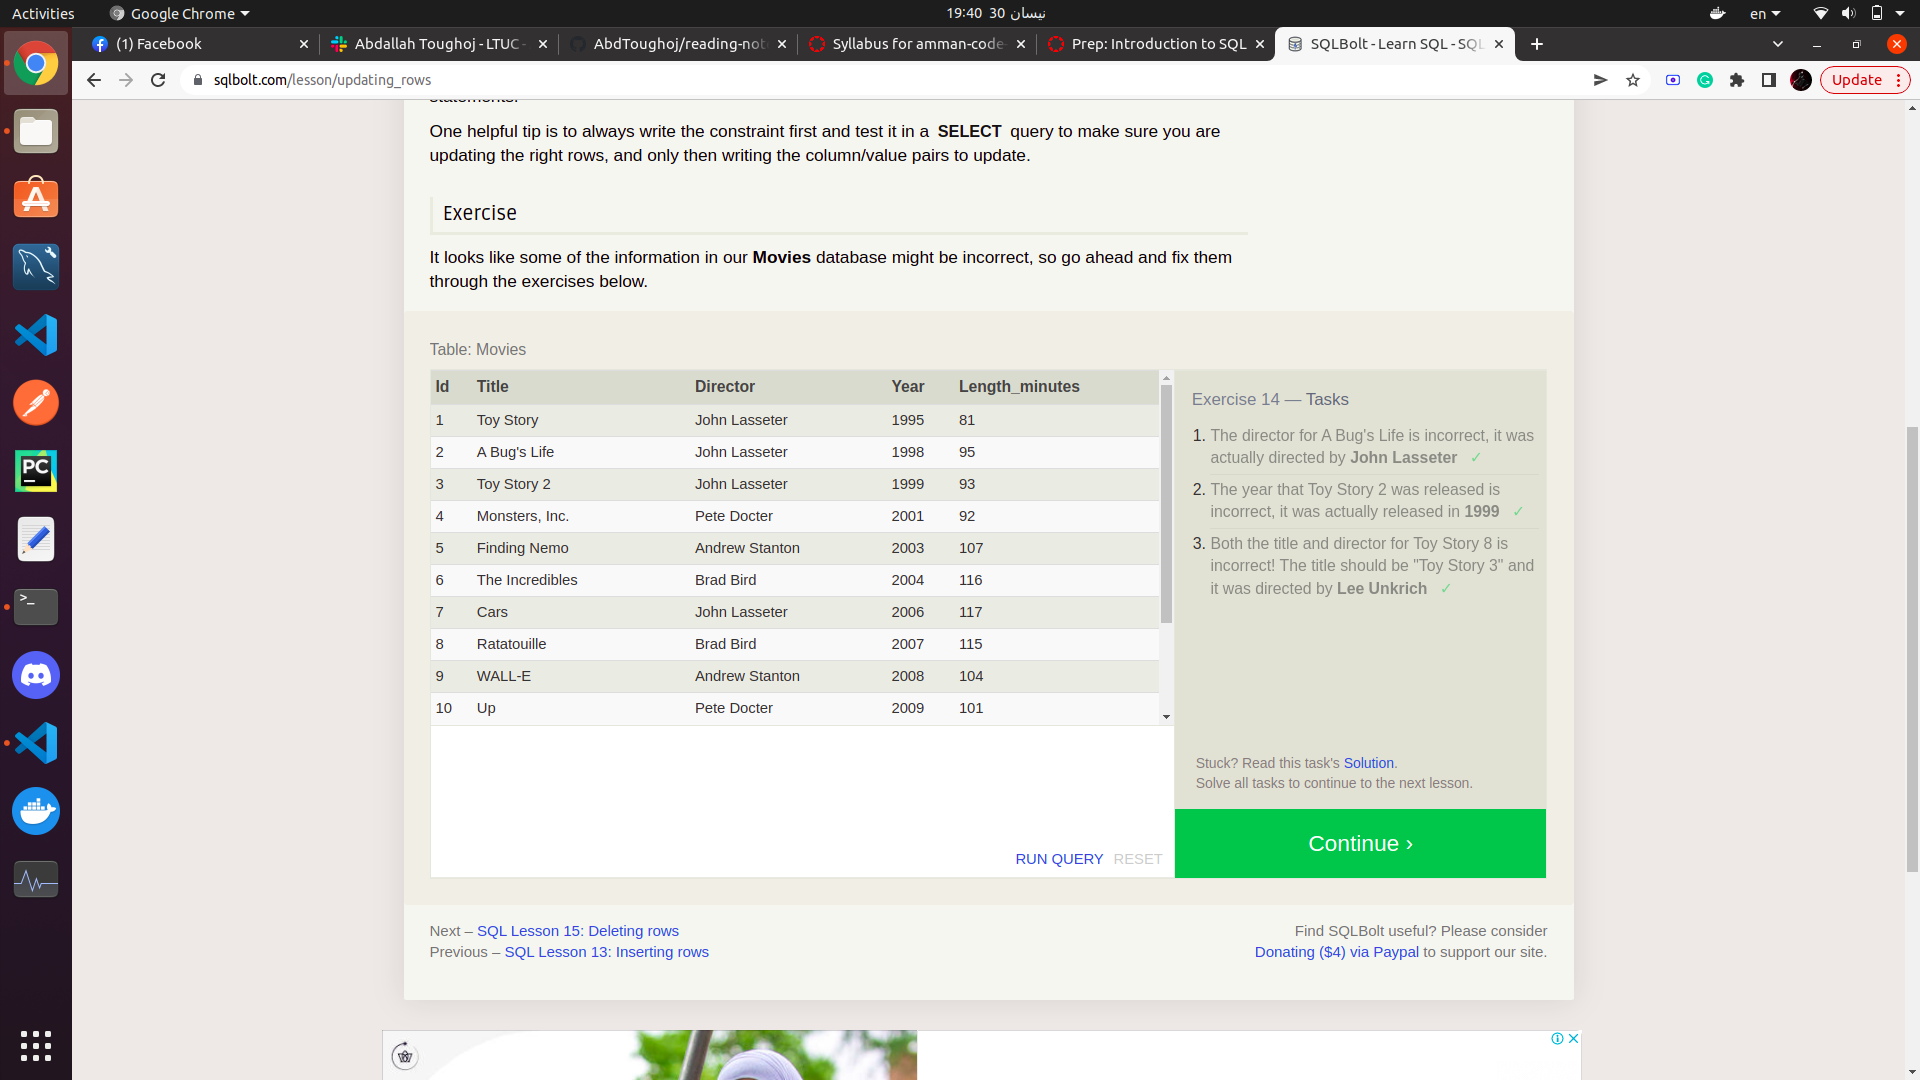 Activities
Google Chrome
19:40 30 نيسان
en
(1) Facebook
Abdallah Toughoj - LTUC -
AbdToughoj/reading-not
Syllabus for amman-code-
Prep: Introduction to SQL
SQLBolt - Learn SQL - SQL
sqlbolt.com/lesson/updating_rows
Update
statements.
One helpful tip is to always write the constraint first and test it in a SELECT query to make sure you are
updating the right rows, and only then writing the column/value pairs to update.
Exercise
It looks like some of the information in our Movies database might be incorrect, so go ahead and fix them
through the exercises below.
Table: Movies
Id Title Director Year Length_minutes
1 Toy Story John Lasseter 1995 81
2 A Bug's Life John Lasseter 1998 95
3 Toy Story 2 John Lasseter 1999 93
4 Monsters, Inc. Pete Docter 2001 92
5 Finding Nemo Andrew Stanton 2003 107
6 The Incredibles Brad Bird 2004 116
7 Cars John Lasseter 2006 117
8 Ratatouille Brad Bird 2007 115
9 WALL-E Andrew Stanton 2008 104
10 Up Pete Docter 2009 101
RUN QUERY RESET
Exercise 14 — Tasks
1. The director for A Bug's Life is incorrect, it was
actually directed by John Lasseter ✓
2. The year that Toy Story 2 was released is
incorrect, it was actually released in 1999 ✓
3. Both the title and director for Toy Story 8 is
incorrect! The title should be "Toy Story 3" and
it was directed by Lee Unkrich ✓
Stuck? Read this task's Solution.
Solve all tasks to continue to the next lesson.
Continue ›
Next – SQL Lesson 15: Deleting rows
Previous – SQL Lesson 13: Inserting rows
Find SQLBolt useful? Please consider
Donating ($4) via Paypal to support our site.
PC